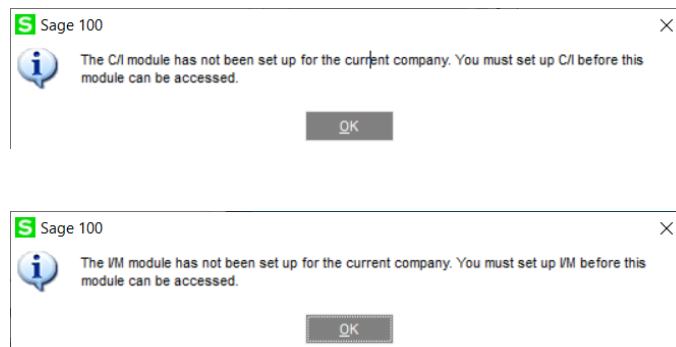 Sage 100
The C/I module has not been set up for the current company. You must set up C/I before this
module can be accessed.
OK
Sage 100
The I/M module has not been set up for the current company. You must set up I/M before this
module can be accessed.
OK